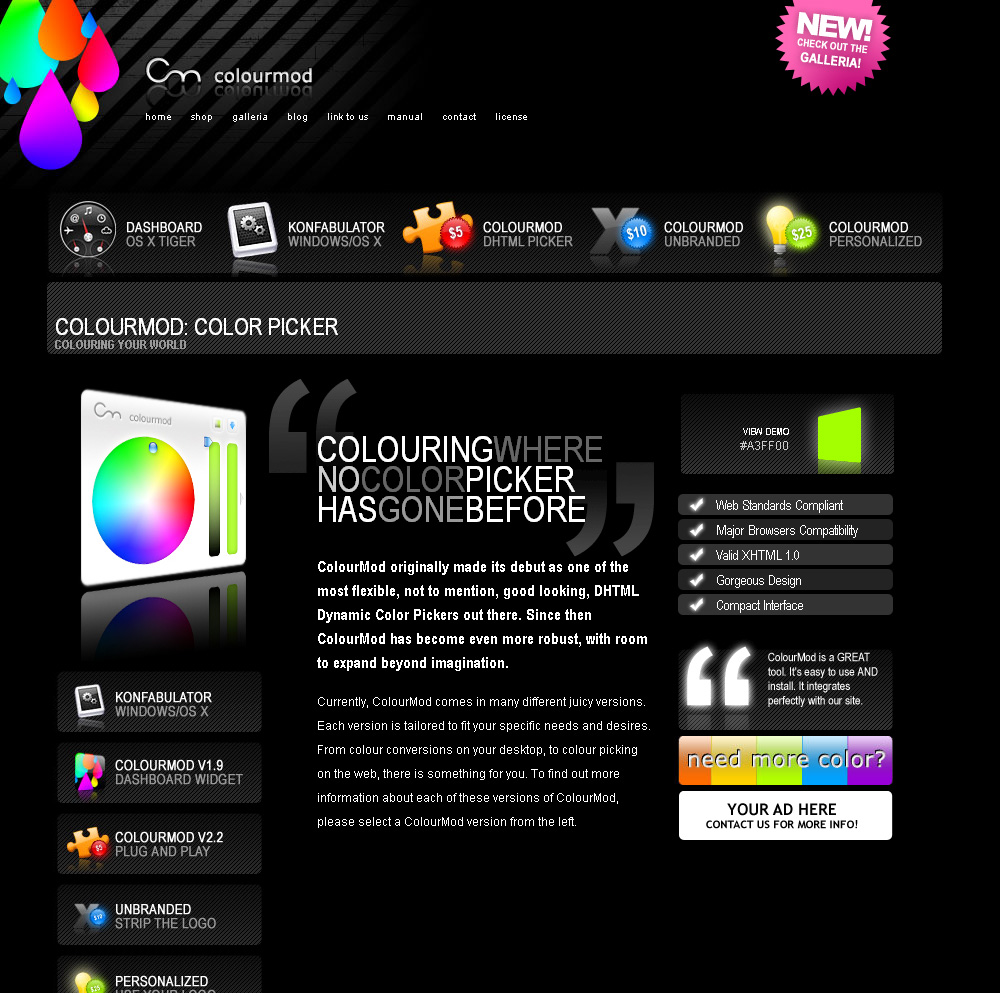 NEW!
CHECK OUT THE
GALLERIA!
Cm colourmod
home shop galleria blog link to us manual contact license
DASHBOARD
OS X TIGER
KONFABULATOR
WINDOWS/OS X
$5
COLOURMOD
DHTML PICKER
$10
COLOURMOD
UNBRANDED
$25
COLOURMOD
PERSONALIZED
COLOURMOD: COLOR PICKER
COLOURING YOUR WORLD
Cm colourmod
“
COLOURINGWHERE
NOCOLORPICKER
HASGONEBEFORE
”
ColourMod originally made its debut as one of the
most flexible, not to mention, good looking, DHTML
Dynamic Color Pickers out there. Since then
ColourMod has become even more robust, with room
to expand beyond imagination.
Currently, ColourMod comes in many different juicy versions.
Each version is tailored to fit your specific needs and desires.
From colour conversions on your desktop, to colour picking
on the web, there is something for you. To find out more
information about each of these versions of ColourMod,
please select a ColourMod version from the left.
KONFABULATOR
WINDOWS/OS X
COLOURMOD V1.9
DASHBOARD WIDGET
$5
COLOURMOD V2.2
PLUG AND PLAY
$10
UNBRANDED
STRIP THE LOGO
$25
PERSONALIZED
USE YOUR LOGO
VIEW DEMO
#A3FF00
Web Standards Compliant
Major Browsers Compatibility
Valid XHTML 1.0
Gorgeous Design
Compact Interface
“
ColourMod is a GREAT
tool. It's easy to use AND
install. It integrates
perfectly with our site.
need more color?
YOUR AD HERE
CONTACT US FOR MORE INFO!